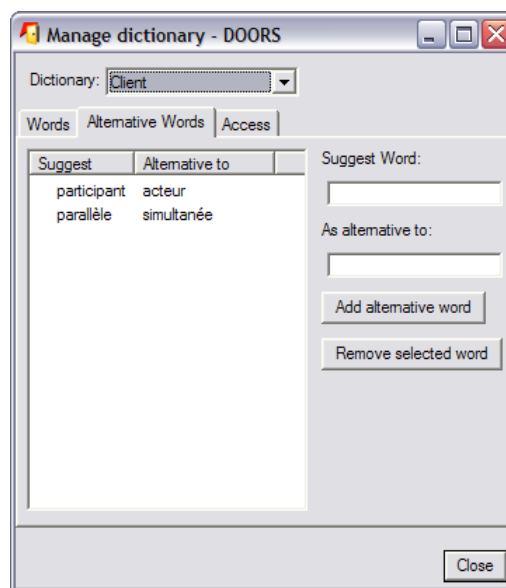 Manage dictionary - DOORS
Dictionary: Client
Words Alternative Words Access
Suggest Alternative to
participant acteur
parallèle simultanée
Suggest Word:
As alternative to:
Add alternative word
Remove selected word
Close